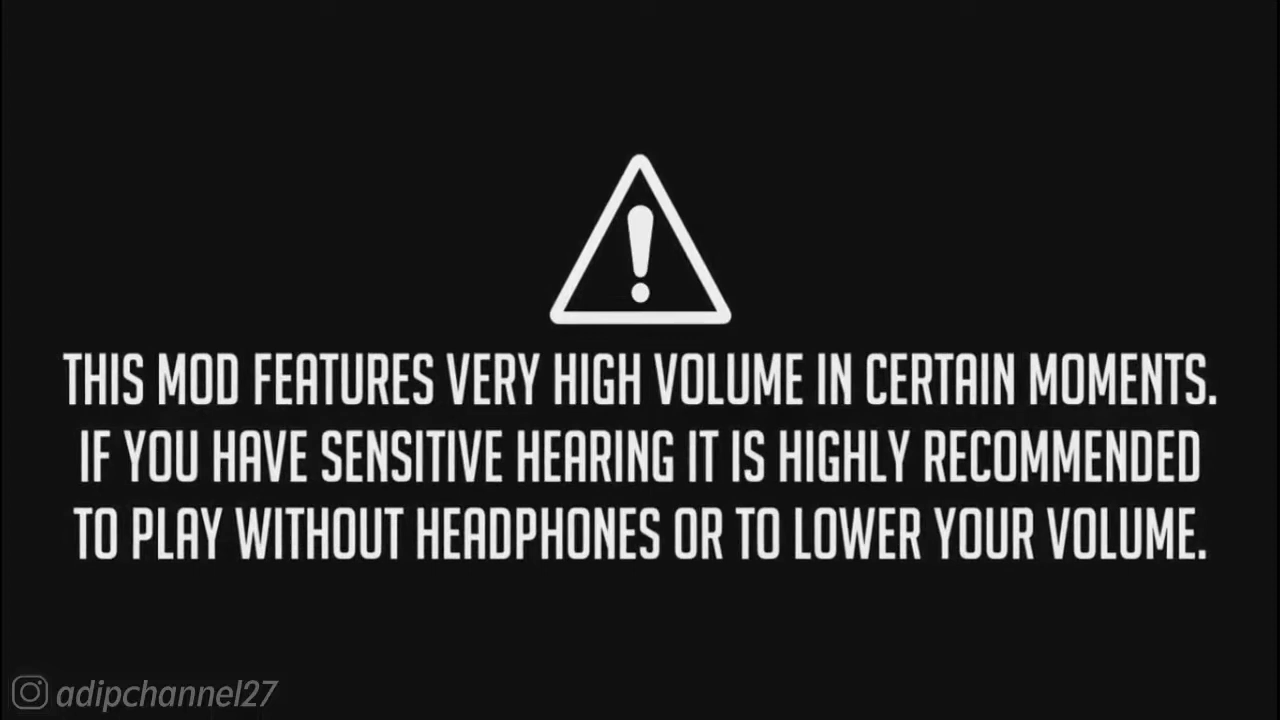 THIS MOD FEATURES VERY HIGH VOLUME IN CERTAIN MOMENTS.
IF YOU HAVE SENSITIVE HEARING IT IS HIGHLY RECOMMENDED
TO PLAY WITHOUT HEADPHONES OR TO LOWER YOUR VOLUME.
adipchannel27